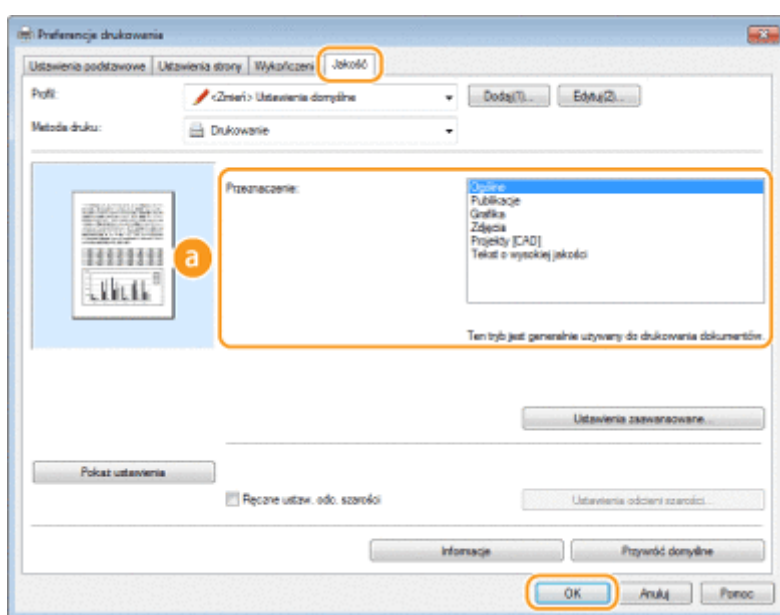 Preferencje drukowania
Ustawienia podstawowe Ustawienia strony Wykończenie Jakość
Profil: <Zmień> Ustawienia domyślne Dodaj(1)... Edytuj(2)...
Metoda druku: Drukowanie
Przeznaczenie: Ogólne
Publikacje
Grafika
Zdjęcia
Projekty [CAD]
Tekst o wysokiej jakości
a
Ten tryb jest generalnie używany do drukowania dokumentów.
Ustawienia zaawansowane...
Pokaż ustawienia
Ręczne ustaw. odc. szarości Ustawienia odcieni szarości...
Informacje Przywróć domyślne
OK Anuluj Pomoc